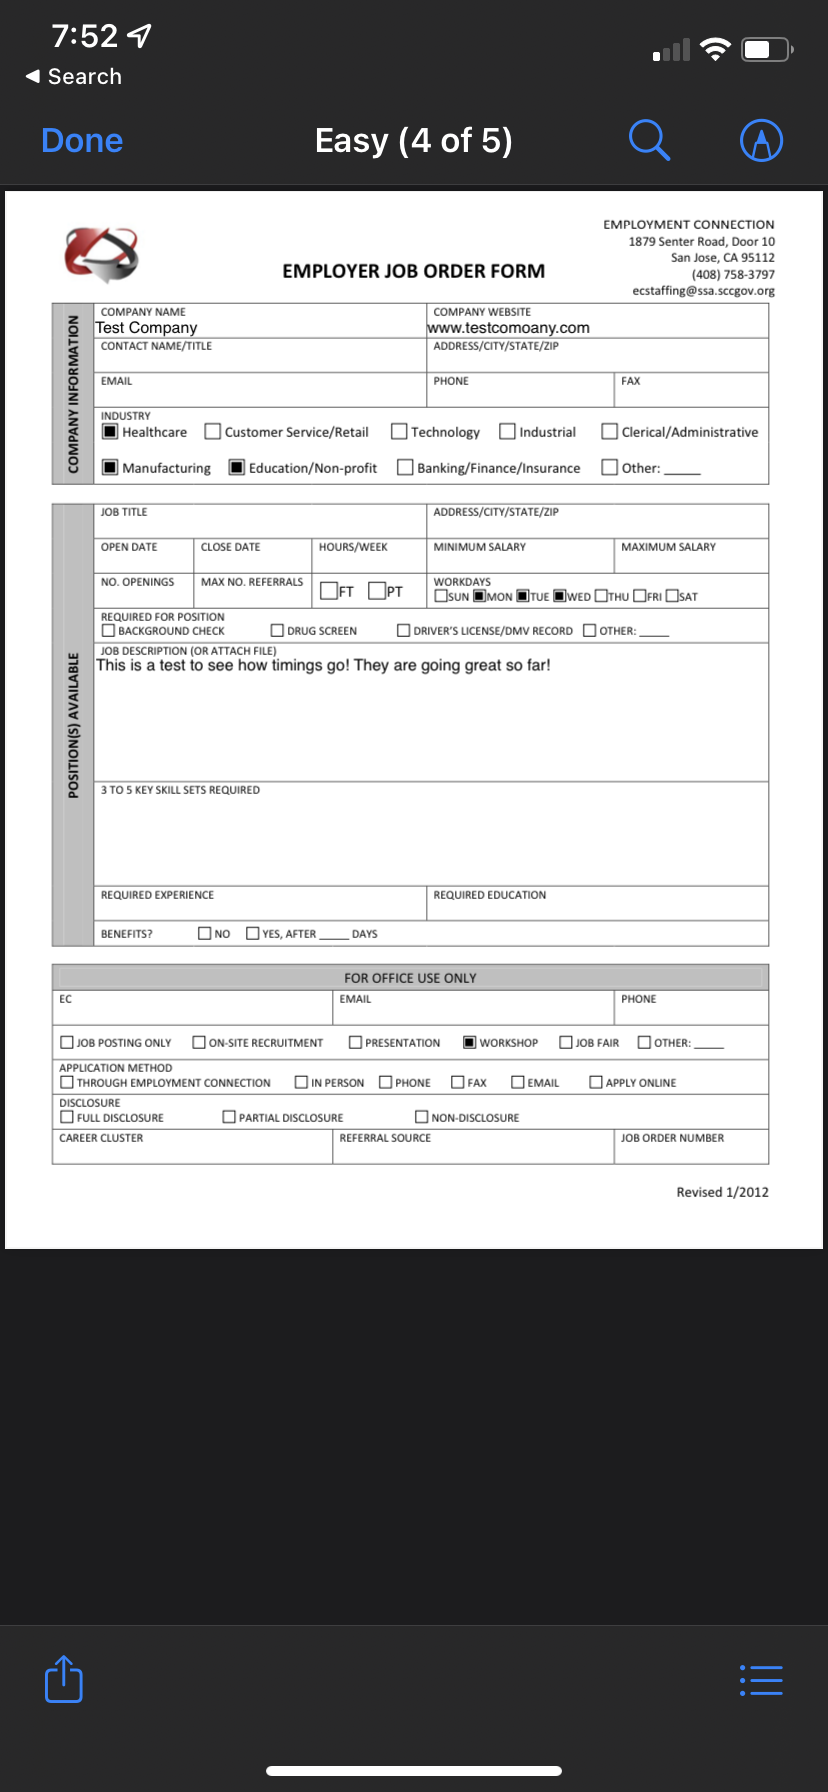 7:52
Search
Done
Easy (4 of 5)
EMPLOYMENT CONNECTION
1879 Senter Road, Door 10
San Jose, CA 95112
(408) 758-3797
ecstaffing@ssa.sccgov.org
EMPLOYER JOB ORDER FORM
COMPANY INFORMATION
COMPANY NAME
Test Company
COMPANY WEBSITE
www.testcomoany.com
CONTACT NAME/TITLE
ADDRESS/CITY/STATE/ZIP
EMAIL
PHONE
FAX
INDUSTRY
Healthcare Customer Service/Retail Technology Industrial Clerical/Administrative
Manufacturing Education/Non-profit Banking/Finance/Insurance Other: _____
POSITION(S) AVAILABLE
JOB TITLE
ADDRESS/CITY/STATE/ZIP
OPEN DATE
CLOSE DATE
HOURS/WEEK
MINIMUM SALARY
MAXIMUM SALARY
NO. OPENINGS
MAX NO. REFERRALS
FT PT
WORKDAYS
SUN MON TUE WED THU FRI SAT
REQUIRED FOR POSITION
BACKGROUND CHECK DRUG SCREEN DRIVER'S LICENSE/DMV RECORD OTHER: _____
JOB DESCRIPTION (OR ATTACH FILE)
This is a test to see how timings go! They are going great so far!
3 TO 5 KEY SKILL SETS REQUIRED
REQUIRED EXPERIENCE
REQUIRED EDUCATION
BENEFITS? NO YES, AFTER _____ DAYS
FOR OFFICE USE ONLY
EC
EMAIL
PHONE
JOB POSTING ONLY ON-SITE RECRUITMENT PRESENTATION WORKSHOP JOB FAIR OTHER: _____
APPLICATION METHOD
THROUGH EMPLOYMENT CONNECTION IN PERSON PHONE FAX EMAIL APPLY ONLINE
DISCLOSURE
FULL DISCLOSURE PARTIAL DISCLOSURE NON-DISCLOSURE
CAREER CLUSTER
REFERRAL SOURCE
JOB ORDER NUMBER
Revised 1/2012